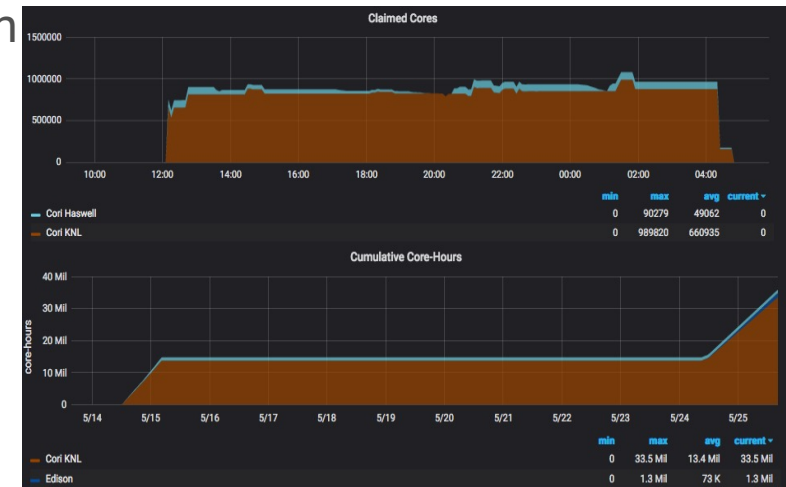 n
Claimed Cores
1500000
1000000
500000
0
10:00 12:00 14:00 16:00 18:00 20:00 22:00 00:00 02:00 04:00
min max avg current
Cori Haswell 0 90279 49062 0
Cori KNL 0 989820 660935 0
Cumulative Core-Hours
core-hours
40 Mil
30 Mil
20 Mil
10 Mil
0
5/14 5/15 5/16 5/17 5/18 5/19 5/20 5/21 5/22 5/23 5/24 5/25
min max avg current
Cori KNL 0 33.5 Mil 13.4 Mil 33.5 Mil
Edison 0 1.3 Mil 73 K 1.3 Mil